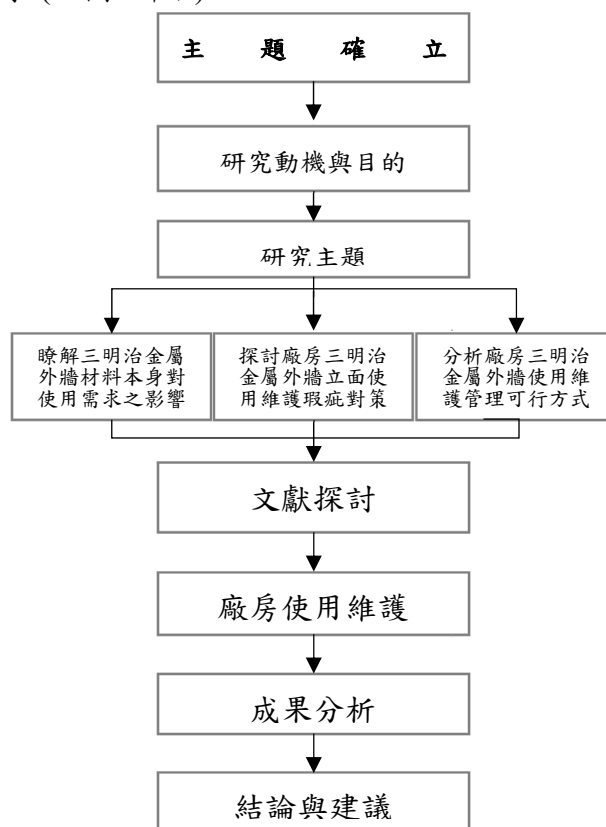 主題確立
研究動機與目的
研究主題
瞭解三明治金屬
外牆材料本身對
使用需求之影響
探討廠房三明治
金屬外牆立面使
用維護瑕疵對策
分析廠房三明治
金屬外牆使用維
護管理可行方式
文獻探討
廠房使用維護
成果分析
結論與建議